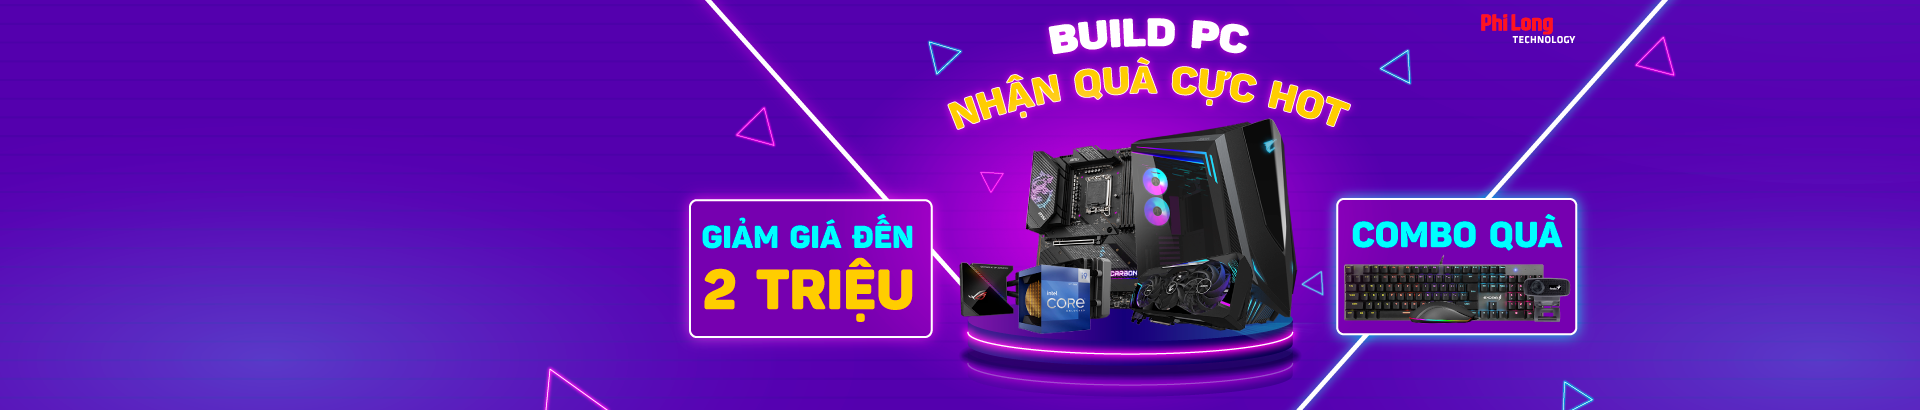 BUILD PC
NHẬN QUÀ CỰC HOT
Phi Long
TECHNOLOGY
GIẢM GIÁ ĐẾN
2 TRIỆU
COMBO QUÀ
CARBON
i9
intel
CORE